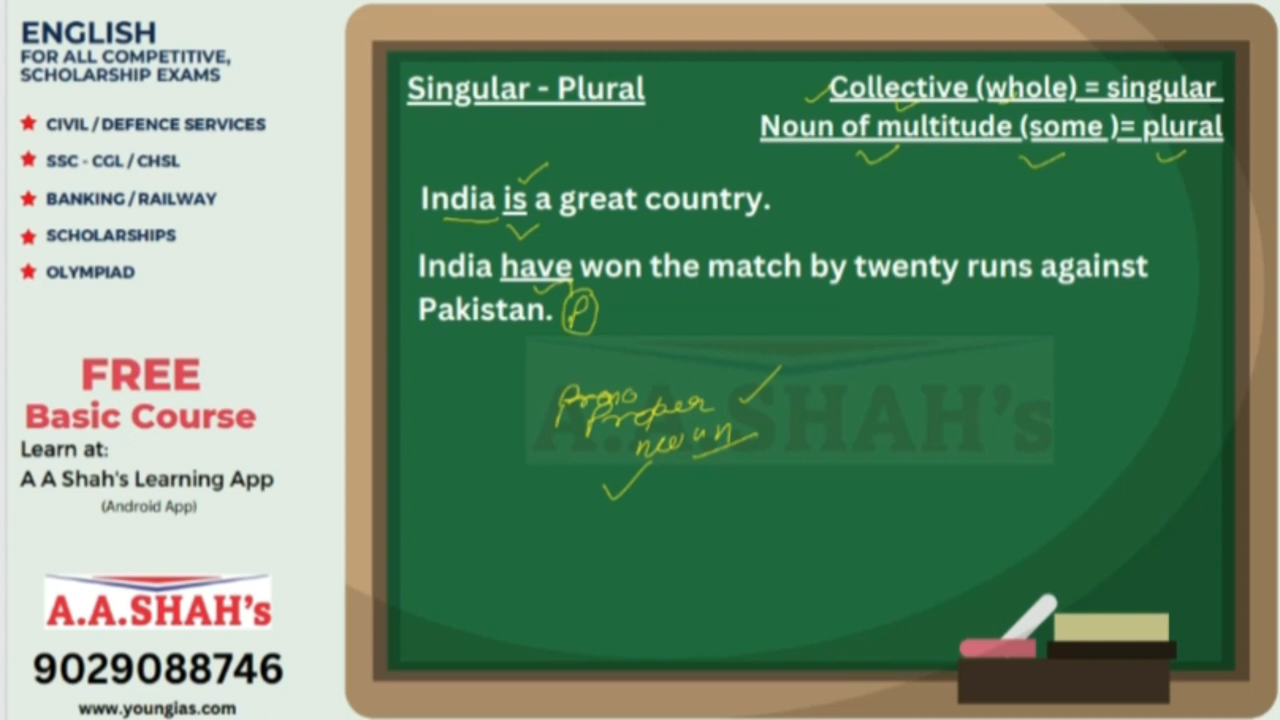 ENGLISH
FOR ALL COMPETITIVE,
SCHOLARSHIP EXAMS
CIVIL / DEFENCE SERVICES
SSC - CGL / CHSL
BANKING / RAILWAY
SCHOLARSHIPS
OLYMPIAD
FREE
Basic Course
Learn at:
A A Shah's Learning App
(Android App)
A.A.SHAH's
9029088746
www.youngias.com
Singular - Plural
Collective (whole) = singular
Noun of multitude (some )= plural
India is a great country.
India have won the match by twenty runs against
Pakistan. P
A.A.SHAH's
Proper
noun